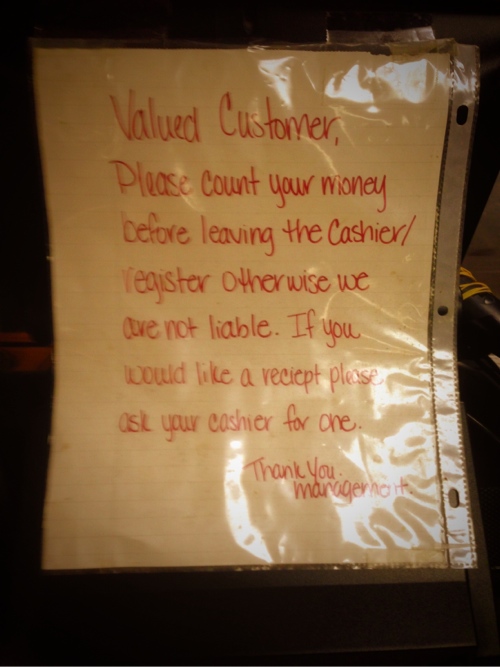 Valued Customer,
Please count your money
before leaving the Cashier/
register otherwise we
are not liable. If you
would like a reciept please
ask your cashier for one.
Thank You.
management.